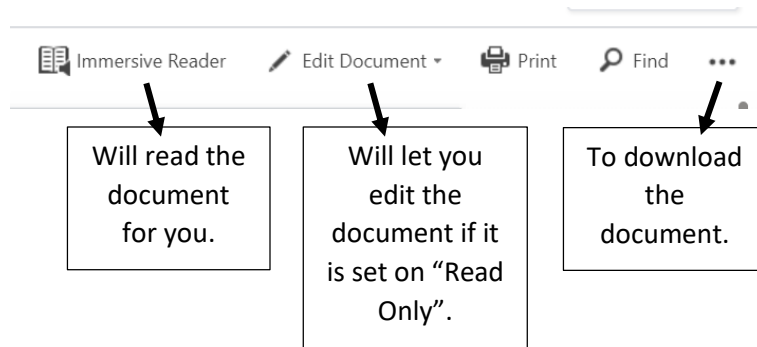 Immersive Reader Edit Document Print Find
Will read the
document
for you.
Will let you
edit the
document if it
is set on “Read
Only”.
To download
the
document.